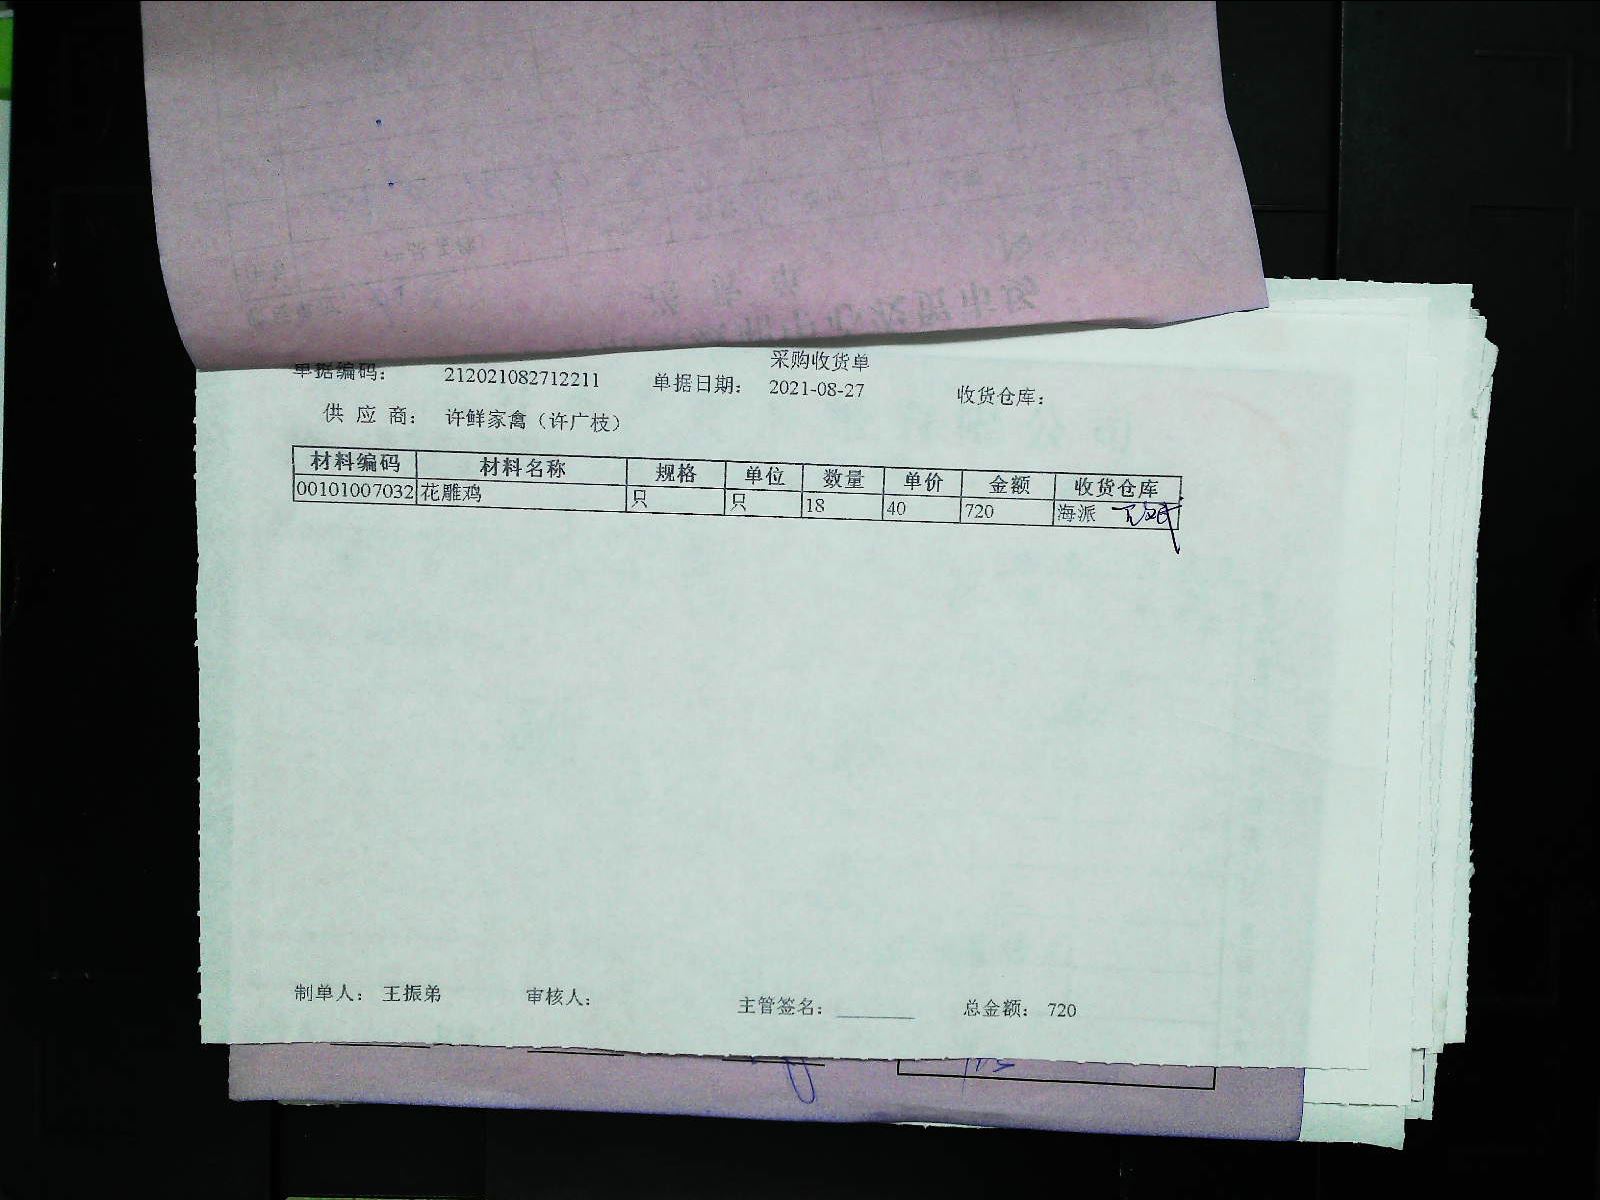 采购收货单
单据编码： 212021082712211 单据日期： 2021-08-27 收货仓库：
供 应 商： 许鲜家禽（许广枝）
材料编码 材料名称 规格 单位 数量 单价 金额 收货仓库
00101007032 花雕鸡 只 只 18 40 720 海派
制单人： 王振弟 审核人： 主管签名： 总金额： 720